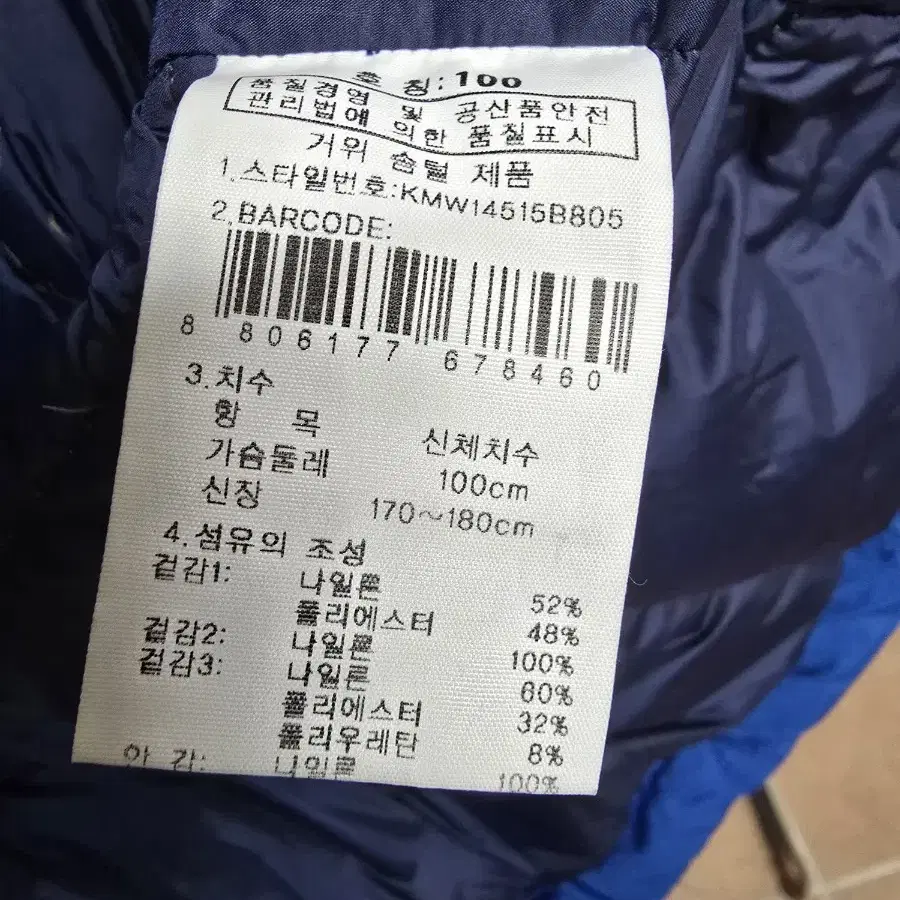 호 칭:100
품질경영 및 공산품안전
관리법에 의한 품질표시
거위 솜털 제품
1.스타일번호:KMW14515B805
2.BARCODE:
8 806177 678460
3.치수
항 목 신체치수
가슴둘레 100cm
신장 170~180cm
4.섬유의 조성
겉감1: 나일론 52%
폴리에스터 48%
겉감2: 나일론 100%
겉감3: 나일론 60%
폴리에스터 32%
폴리우레탄 8%
안 감: 나일론 100%